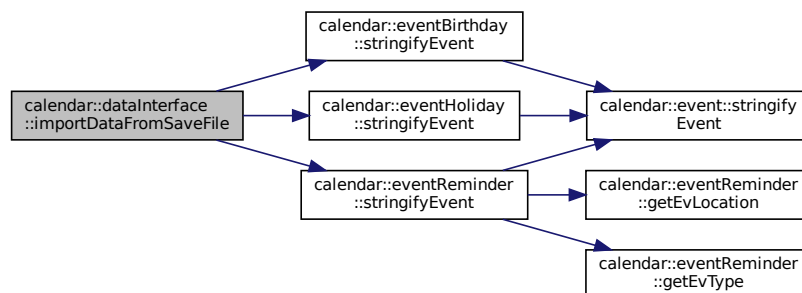 calendar::eventBirthday
::stringifyEvent
calendar::dataInterface
::importDataFromSaveFile
calendar::eventHoliday
::stringifyEvent
calendar::event::stringify
Event
calendar::eventReminder
::stringifyEvent
calendar::eventReminder
::getEvLocation
calendar::eventReminder
::getEvType